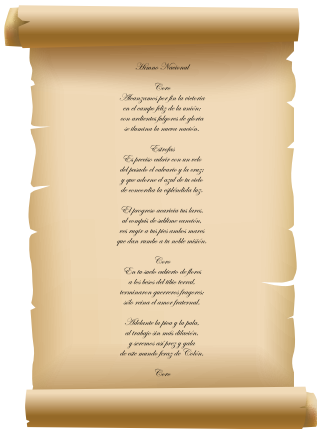 Himno Nacional
Coro
Alcanzamos por fin la victoria
en el campo feliz de la unión;
con ardientes fulgores de gloria
se ilumina la nueva nación.
Estrofas
Es preciso cubrir con un velo
del pasado el calvario y la cruz;
y que adorne el azul de tu cielo
de concordia la espléndida luz.
El progreso acaricia tus lares,
al compás de sublime canción,
ves rugir a tus pies ambos mares
que dan rumbo a tu noble misión.
Coro
En tu suelo cubierto de flores
a los besos del tibio terral,
terminaron guerreros fragores;
sólo reina el amor fraternal.
Adelante la pica y la pala,
al trabajo sin más dilación,
y seremos así prez y gala
de este mundo feraz de Colón.
Coro